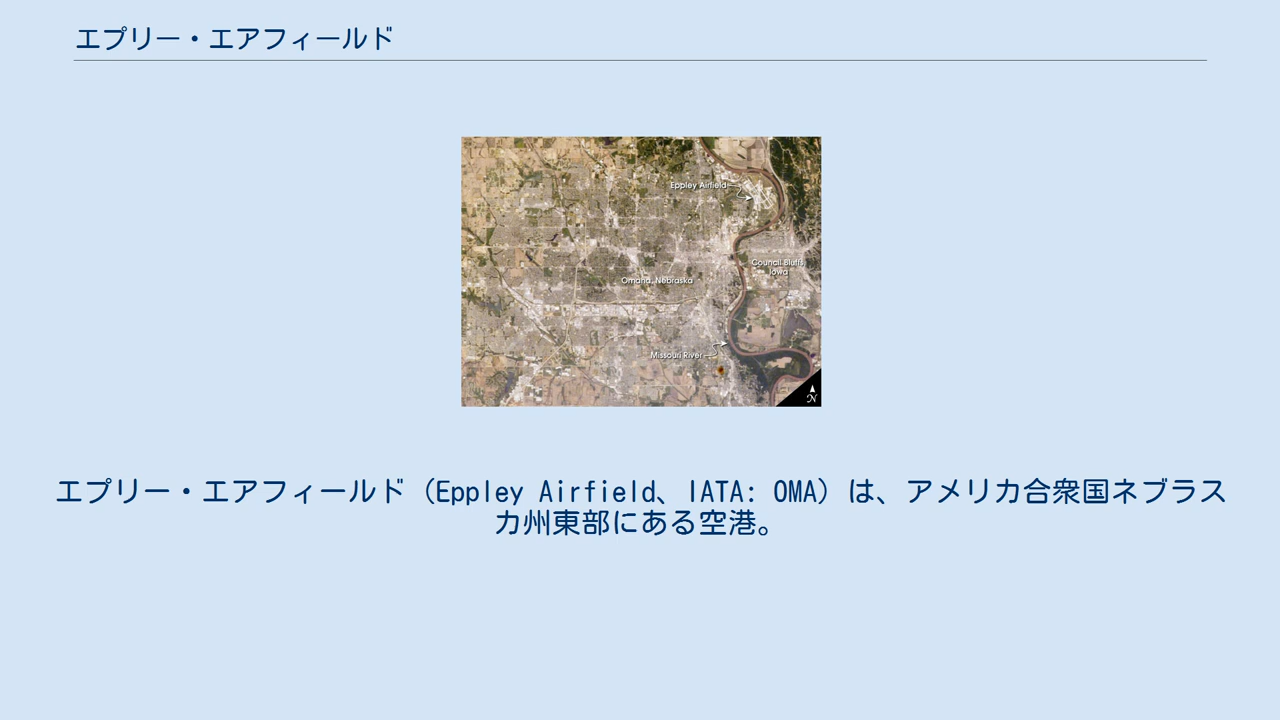 エプリー・エアフィールド
Eppley Airfield
Council Bluffs
Iowa
Omaha, Nebraska
Missouri River
N
エプリー・エアフィールド（Eppley Airfield、IATA: OMA）は、アメリカ合衆国ネブラス
カ州東部にある空港。